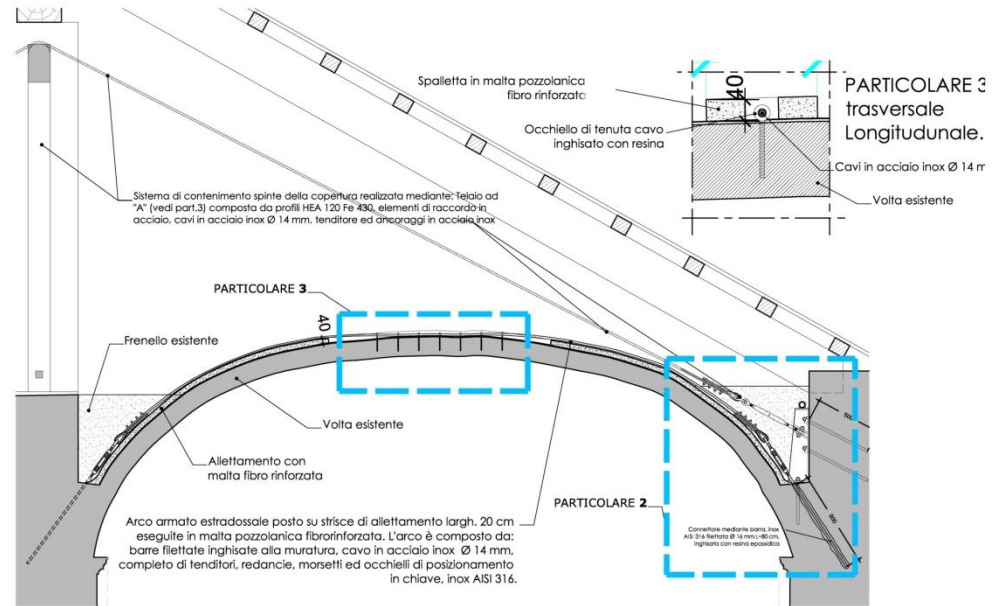 Spalletta in malta pozzolanica
fibro rinforzata
Occhiello di tenuta cavo
inghisato con resina
40
PARTICOLARE 3
trasversale
Longitudunale.
Cavi in acciaio inox Ø 14 m
Volta esistente
Sistema di contenimento spinte della copertura realizzata mediante: Telaio ad
"A" (vedi part.3) composta da profili HEA 120 Fe 430, elementi di raccordo in
acciaio, cavi in acciaio inox Ø 14 mm, tenditore ed ancoraggi in acciaio inox
PARTICOLARE 3
40
Frenello esistente
Volta esistente
Allettamento con
malta fibro rinforzata
500
PARTICOLARE 2
Arco armato estradossale posto su strisce di allettamento largh. 20 cm
eseguite in malta pozzolanica fibrorinforzata. L'arco è composto da:
barre filettate inghisate alla muratura, cavo in acciaio inox Ø 14 mm,
completo di tenditori, redancie, morsetti ed occhielli di posizionamento
in chiave, inox AISI 316.
Connettore mediante barra, inox
AISI 316 filettata Ø 16 mm L=80 cm,
inghisata con resina epossidica